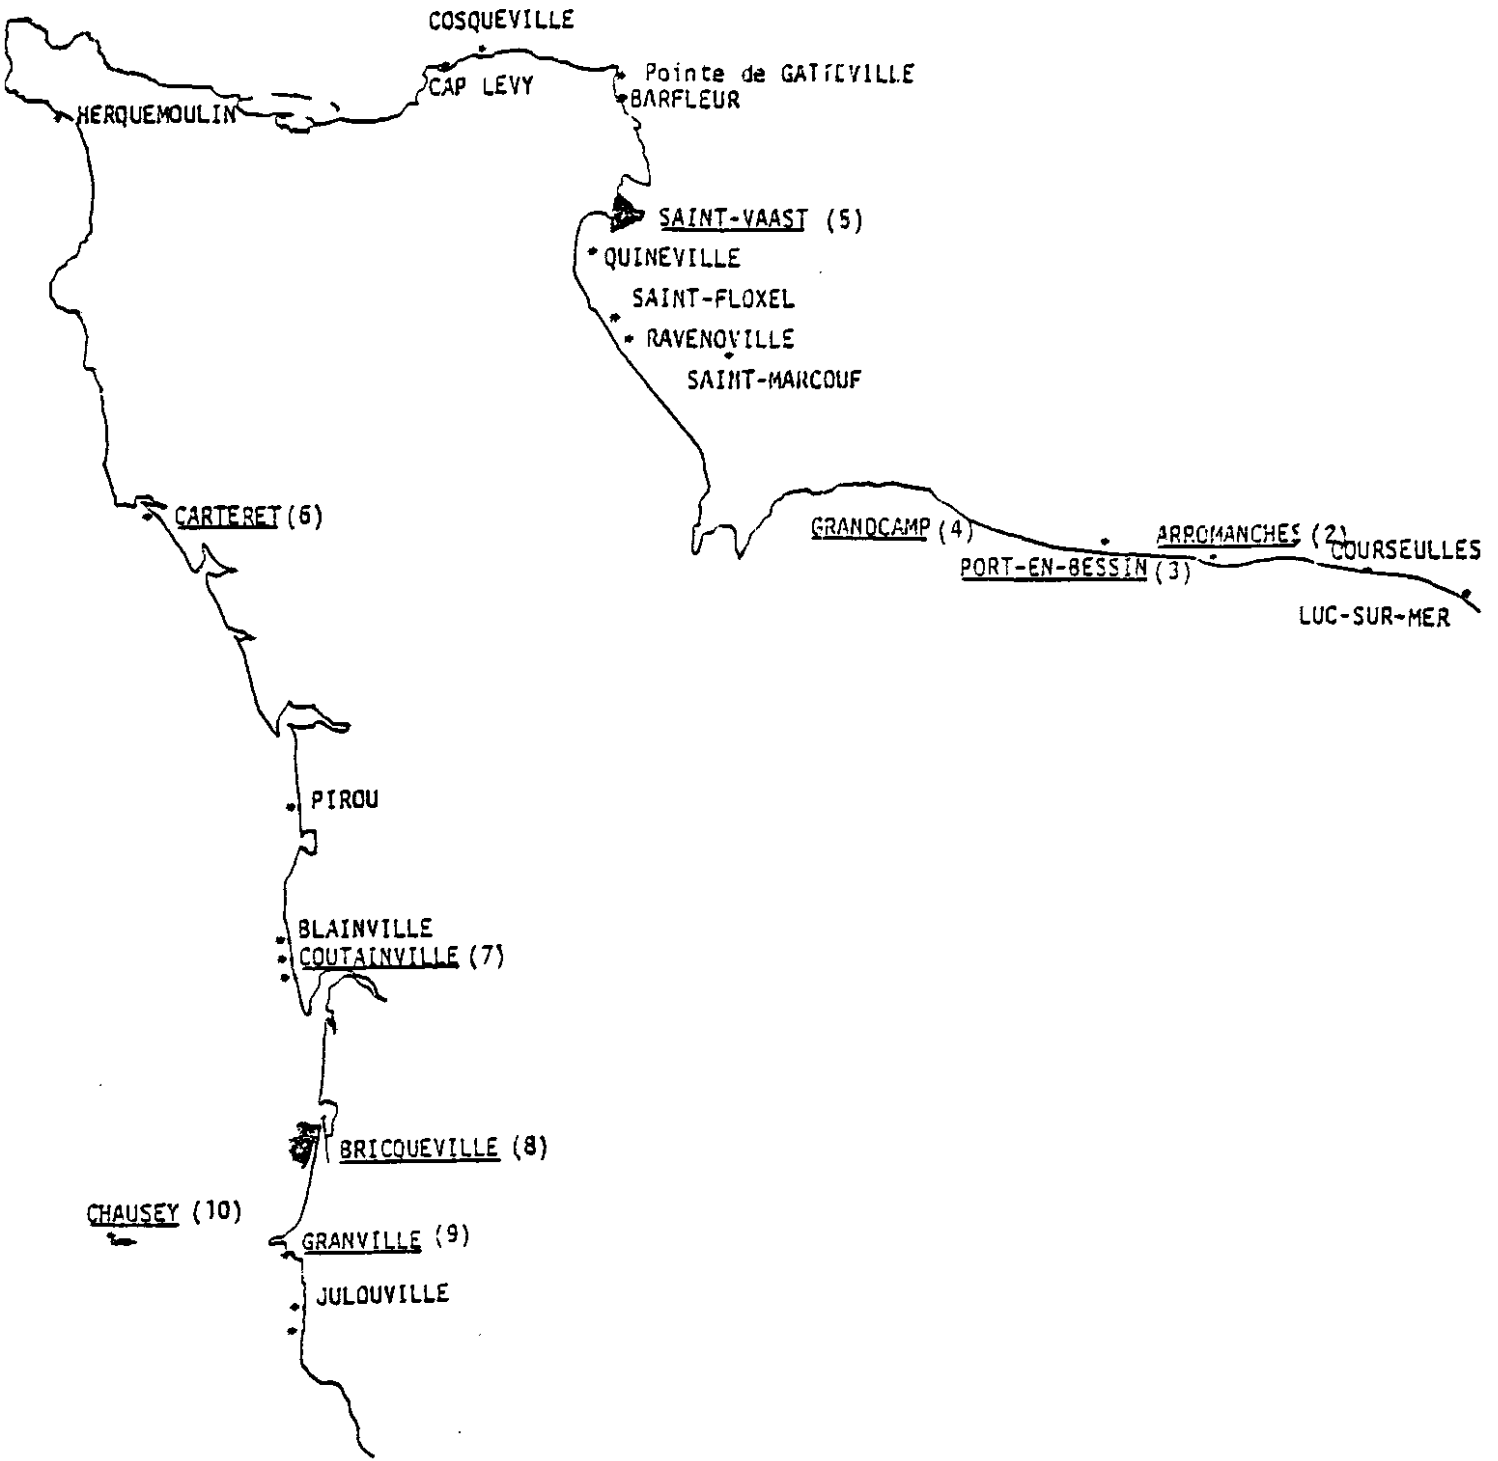 COSQUEVILLE
CAP LEVY
Pointe de GATTEVILLE
BARFLEUR
HERQUEMOULIN
SAINT-VAAST (5)
QUINEVILLE
SAINT-FLOXEL
RAVENOVILLE
SAINT-MARCOUF
CARTERET (6)
GRANDCAMP (4)
ARROMANCHES (2)
COURSEULLES
PORT-EN-BESSIN (3)
LUC-SUR-MER
PIROU
BLAINVILLE
COUTAINVILLE (7)
BRICQUEVILLE (8)
CHAUSEY (10)
GRANVILLE (9)
JULOUVILLE